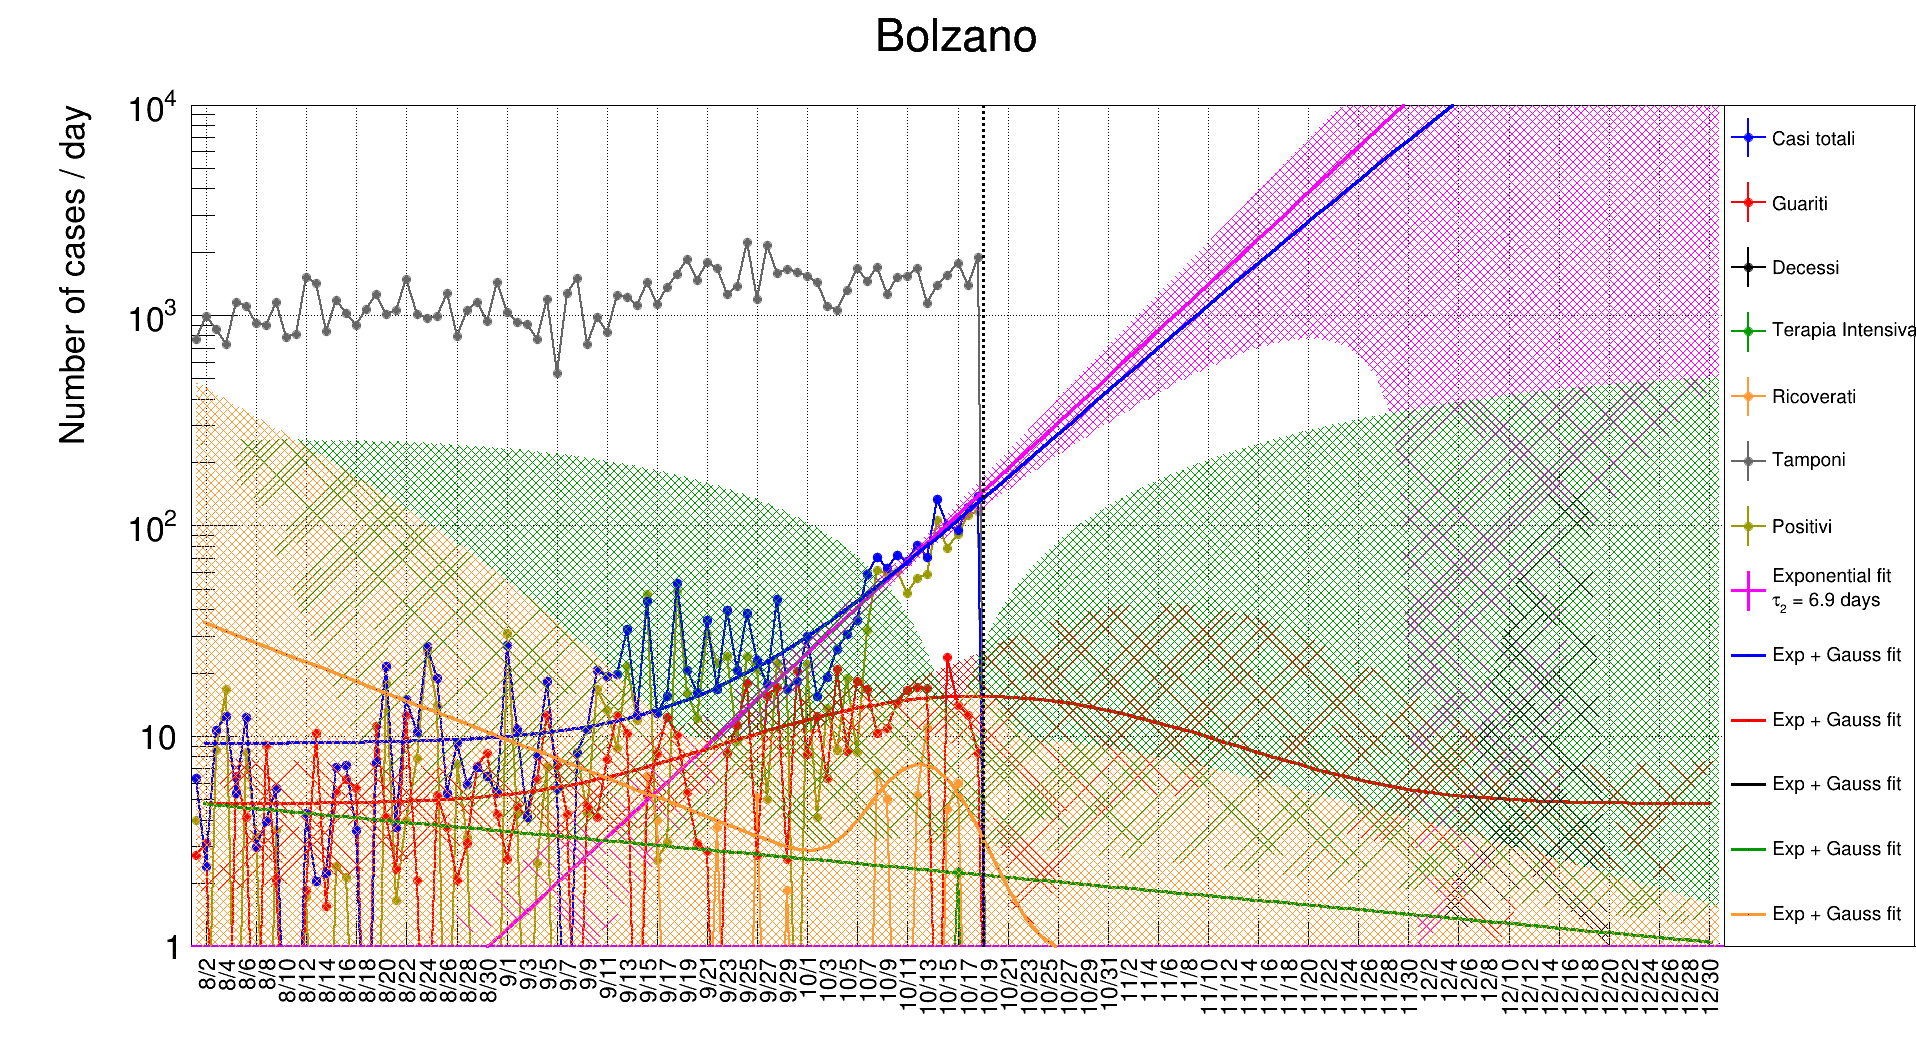 Bolzano
Number of cases / day
10^4
10^3
10^2
10
1
8/2 8/4 8/6 8/8 8/10 8/12 8/14 8/16 8/18 8/20 8/22 8/24 8/26 8/28 8/30 9/1 9/3 9/5 9/7 9/9 9/11 9/13 9/15 9/17 9/19 9/21 9/23 9/25 9/27 9/29 10/1 10/3 10/5 10/7 10/9 10/11 10/13 10/15 10/17 10/19 10/21 10/23 10/25 10/27 10/29 10/31 11/2 11/4 11/6 11/8 11/10 11/12 11/14 11/16 11/18 11/20 11/22 11/24 11/26 11/28 11/30 12/2 12/4 12/6 12/8 12/10 12/12 12/14 12/16 12/18 12/20 12/22 12/24 12/26 12/28 12/30
Casi totali
Guariti
Decessi
Terapia Intensiva
Ricoverati
Tamponi
Positivi
Exponential fit
τ2 = 6.9 days
Exp + Gauss fit
Exp + Gauss fit
Exp + Gauss fit
Exp + Gauss fit
Exp + Gauss fit